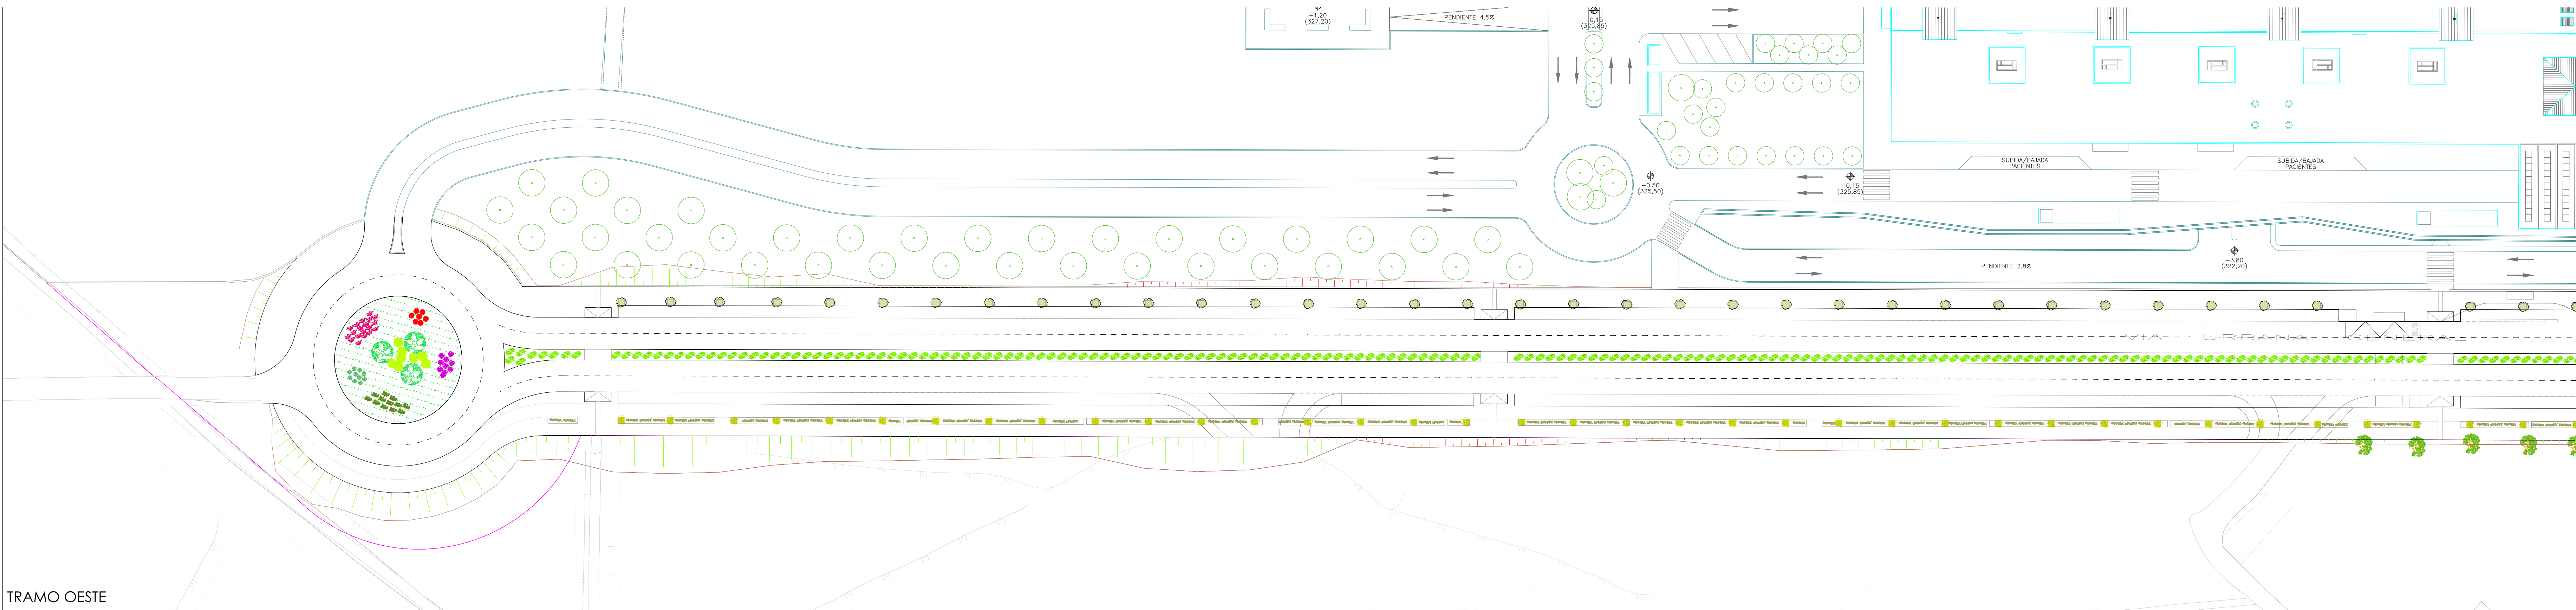 +1,20
(327,20)
PENDIENTE 4,5%
-0,15
(325,85)
SUBIDA/BAJADA
PACIENTES
SUBIDA/BAJADA
PACIENTES
-0,50
(325,50)
-0,15
(325,85)
-3,80
(322,20)
PENDIENTE 2,8%
BUS
TRAMO OESTE